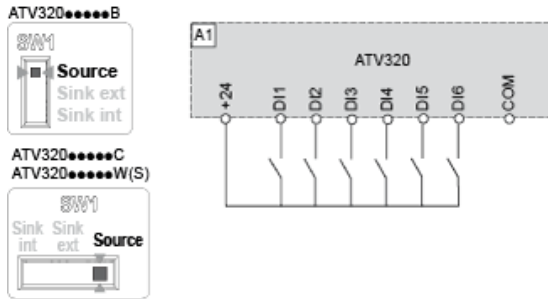 ATV320●●●●●B
SW1
Source
Sink ext
Sink int
ATV320●●●●●C
ATV320●●●●●W(S)
SW1
Sink int
Sink ext
Source
A1
ATV320
+24
DI1
DI2
DI3
DI4
DI5
DI6
COM